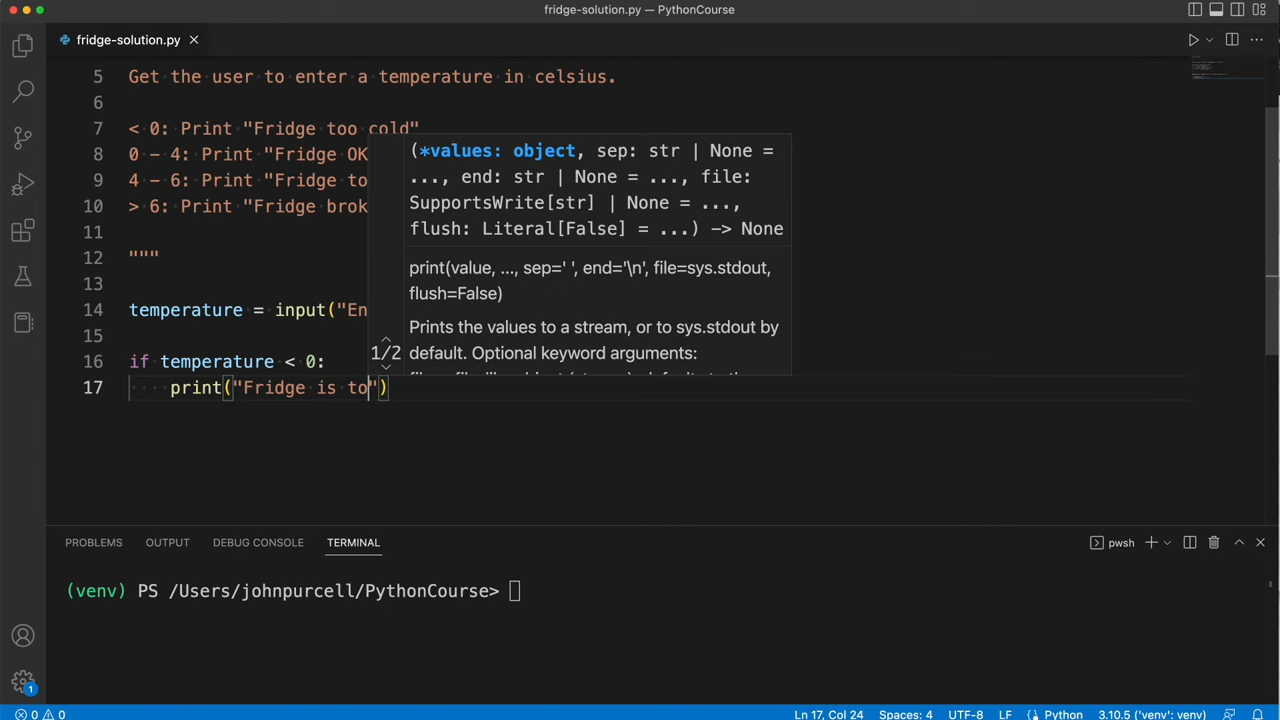 fridge-solution.py — PythonCourse
fridge-solution.py
5 Get the user to enter a temperature in celsius.
6
7 < 0: Print "Fridge too cold"
8 0 - 4: Print "Fridge OK
9 4 - 6: Print "Fridge to
10 > 6: Print "Fridge brok
11
12 """
13
14 temperature = input("En
15
16 if temperature < 0:
17 print("Fridge is to")
(*values: object, sep: str | None =
..., end: str | None = ..., file:
SupportsWrite[str] | None = ...,
flush: Literal[False] = ...) -> None
print(value, ..., sep=' ', end='\n', file=sys.stdout,
flush=False)
Prints the values to a stream, or to sys.stdout by
1/2
default. Optional keyword arguments:
PROBLEMS OUTPUT DEBUG CONSOLE TERMINAL
pwsh
(venv) PS /Users/johnpurcell/PythonCourse>
1
0 0 Ln 17, Col 24 Spaces: 4 UTF-8 LF Python 3.10.5 ('venv': venv)